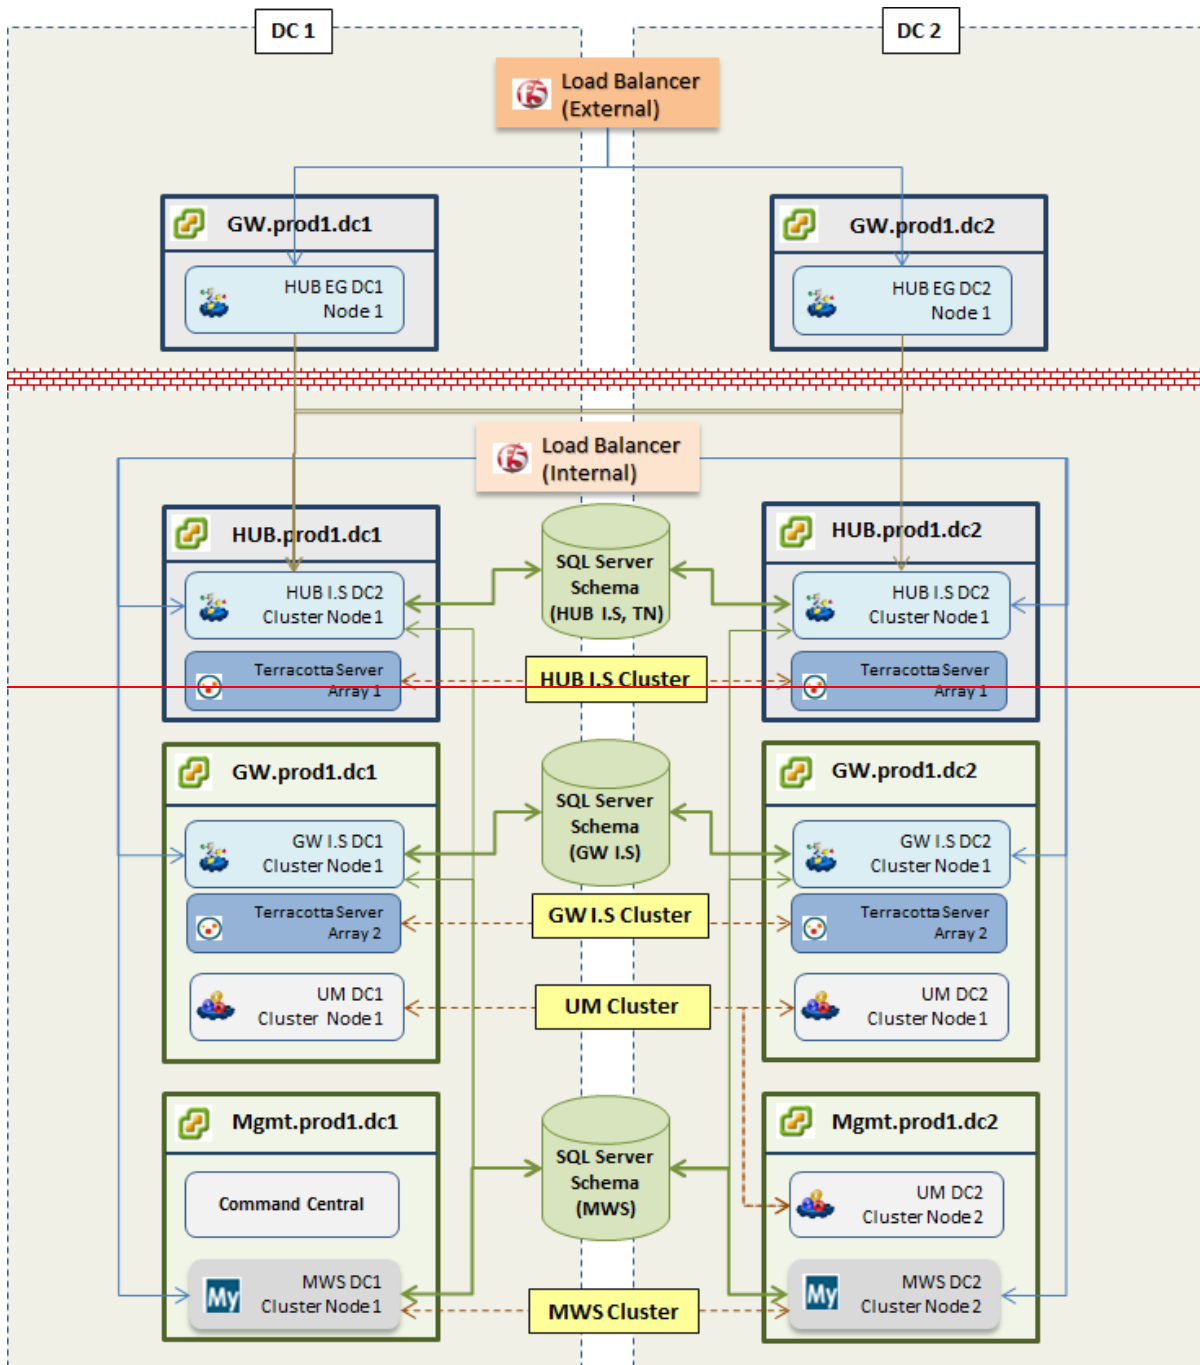 DC 1
DC 2
Load Balancer
(External)
GW.prod1.dc1
HUB EG DC1
Node 1
GW.prod1.dc2
HUB EG DC2
Node 1
Load Balancer
(Internal)
HUB.prod1.dc1
HUB I.S DC2
Cluster Node 1
Terracotta Server
Array 1
SQL Server
Schema
(HUB I.S, TN)
HUB.prod1.dc2
HUB I.S DC2
Cluster Node 1
Terracotta Server
Array 1
HUB I.S Cluster
GW.prod1.dc1
GW I.S DC1
Cluster Node 1
Terracotta Server
Array 2
UM DC1
Cluster Node 1
SQL Server
Schema
(GW I.S)
GW I.S Cluster
UM Cluster
GW.prod1.dc2
GW I.S DC2
Cluster Node 1
Terracotta Server
Array 2
UM DC2
Cluster Node 1
Mgmt.prod1.dc1
Command Central
My
MWS DC1
Cluster Node 1
SQL Server
Schema
(MWS)
MWS Cluster
Mgmt.prod1.dc2
UM DC2
Cluster Node 2
My
MWS DC2
Cluster Node 2
f5
f5